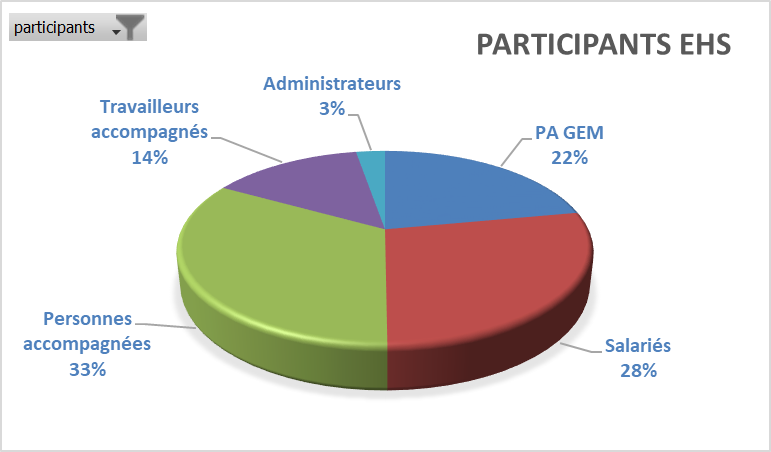 participants
PARTICIPANTS EHS
Administrateurs
3%
Travailleurs
accompagnés
14%
PA GEM
22%
Personnes
accompagnées
33%
Salariés
28%